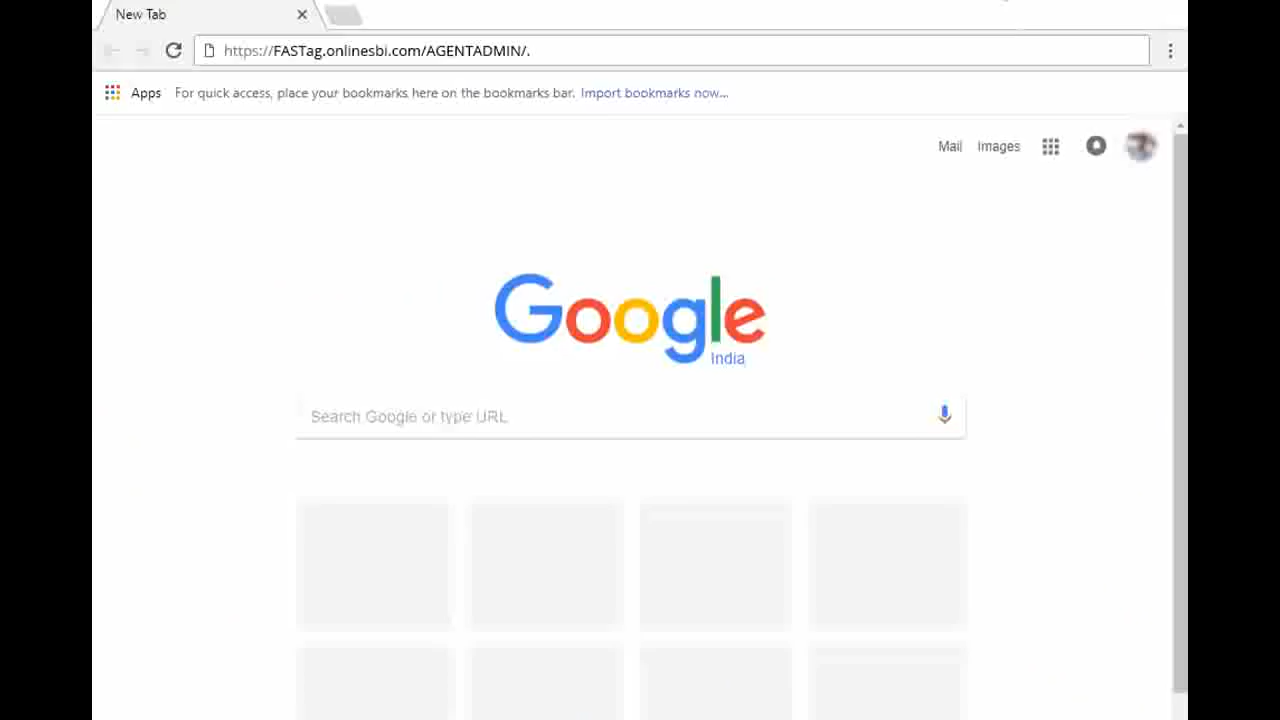 New Tab
https://FASTag.onlinesbi.com/AGENTADMIN/.
Apps For quick access, place your bookmarks here on the bookmarks bar. Import bookmarks now...
Mail Images
Google
India
Search Google or type URL